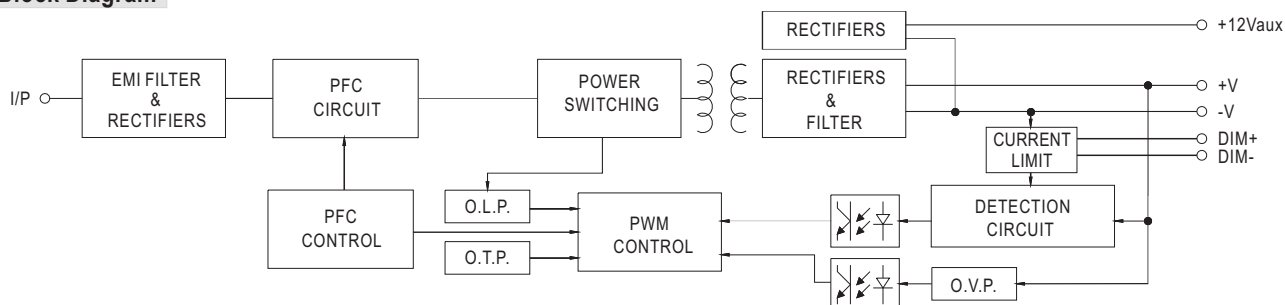 Block Diagram
RECTIFIERS
+12Vaux
I/P
EMI FILTER
&
RECTIFIERS
PFC
CIRCUIT
POWER
SWITCHING
RECTIFIERS
&
FILTER
+V
-V
CURRENT
LIMIT
DIM+
DIM-
PFC
CONTROL
O.L.P.
O.T.P.
PWM
CONTROL
DETECTION
CIRCUIT
O.V.P.